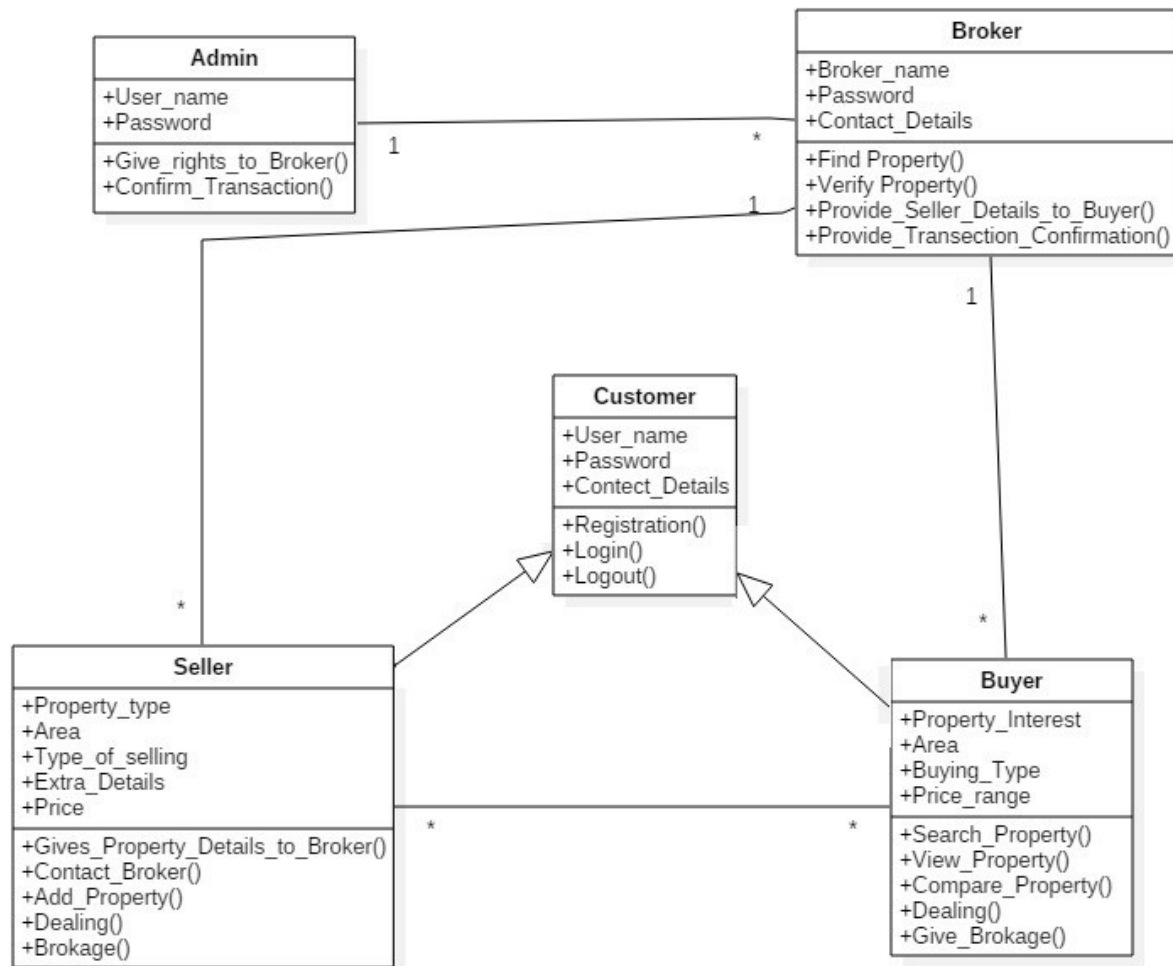 Admin
+User_name
+Password
+Give_rights_to_Broker()
+Confirm_Transaction()
1
*
Broker
+Broker_name
+Password
+Contact_Details
+Find Property()
+Verify Property()
+Provide_Seller_Details_to_Buyer()
+Provide_Transection_Confirmation()
1
1
Customer
+User_name
+Password
+Contect_Details
+Registration()
+Login()
+Logout()
*
*
Seller
+Property_type
+Area
+Type_of_selling
+Extra_Details
+Price
+Gives_Property_Details_to_Broker()
+Contact_Broker()
+Add_Property()
+Dealing()
+Brokage()
*
*
Buyer
+Property_Interest
+Area
+Buying_Type
+Price_range
+Search_Property()
+View_Property()
+Compare_Property()
+Dealing()
+Give_Brokage()